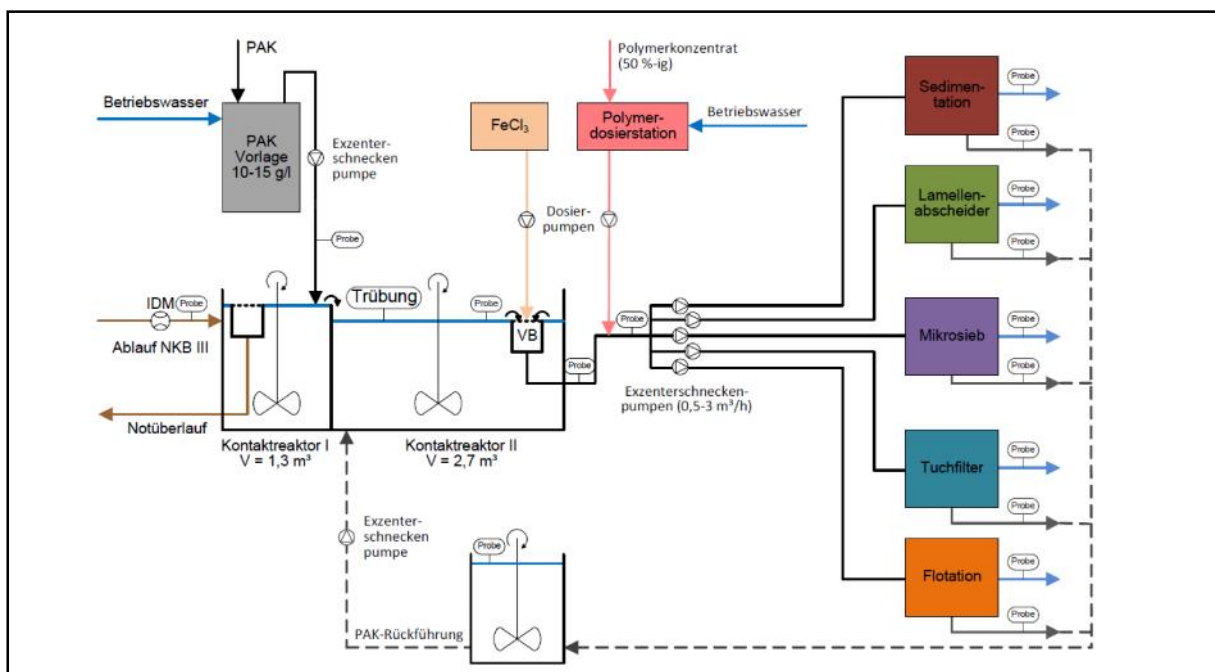 PAK
Betriebswasser
PAK
Vorlage
10-15 g/l
Exzenter-
schnecken
pumpe
Probe
FeCl₃
Polymerkonzentrat
(50 %-ig)
Polymer-
dosierstation
Betriebswasser
Dosier-
pumpen
IDM
Probe
Ablauf NKB III
Notüberlauf
Trübung
Probe
VB
Probe
Probe
Kontaktreaktor I
V = 1,3 m³
Kontaktreaktor II
V = 2,7 m³
Exzenterschnecken-
pumpen (0,5-3 m³/h)
Exzenter-
schnecken
pumpe
Probe
PAK-Rückführung
Sedimen-
tation
Probe
Probe
Lamellen-
abscheider
Probe
Probe
Mikrosieb
Probe
Probe
Tuchfilter
Probe
Probe
Flotation
Probe
Probe